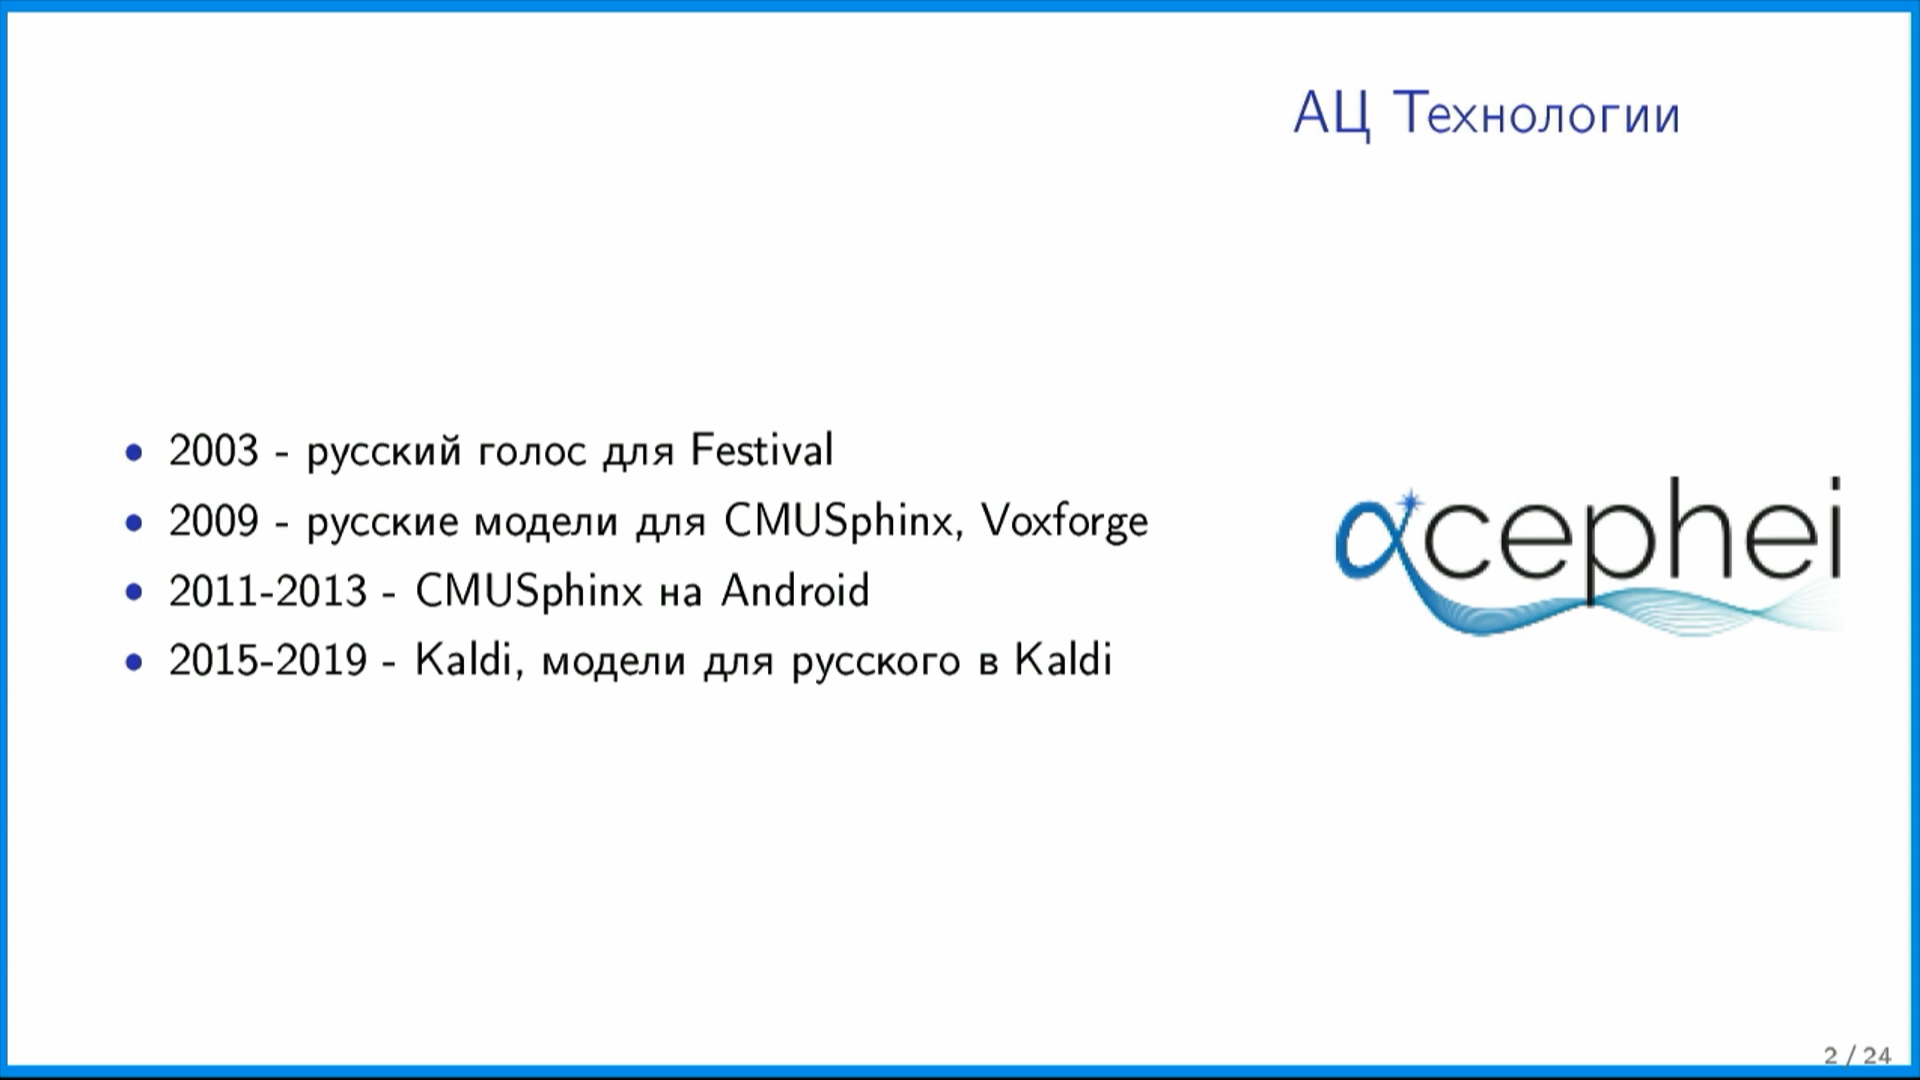 АЦ Технологии
• 2003 - русский голос для Festival
• 2009 - русские модели для CMUSphinx, Voxforge
• 2011-2013 - CMUSphinx на Android
• 2015-2019 - Kaldi, модели для русского в Kaldi
αcephei
2 / 24